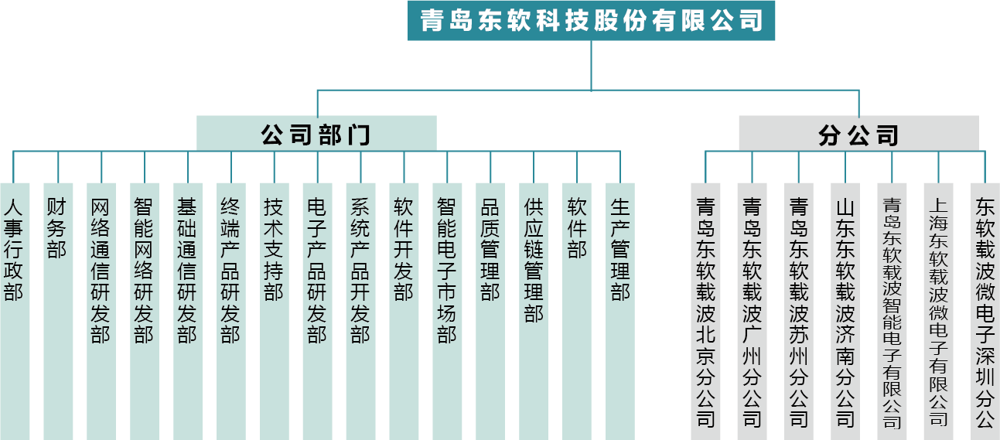 青岛东软科技股份有限公司
公司部门
分公司
人事行政部
财务部
网络通信研发部
智能网络研发部
基础通信研发部
终端产品研发部
技术支持部
电子产品研发部
系统产品开发部
软件开发部
智能电子市场部
品质管理部
供应链管理部
软件部
生产管理部
青岛东软载波北京分公司
青岛东软载波广州分公司
青岛东软载波苏州分公司
山东东软载波济南分公司
青岛东软载波智能电子有限公司
上海东软载波微电子有限公司
东软载波微电子深圳分公